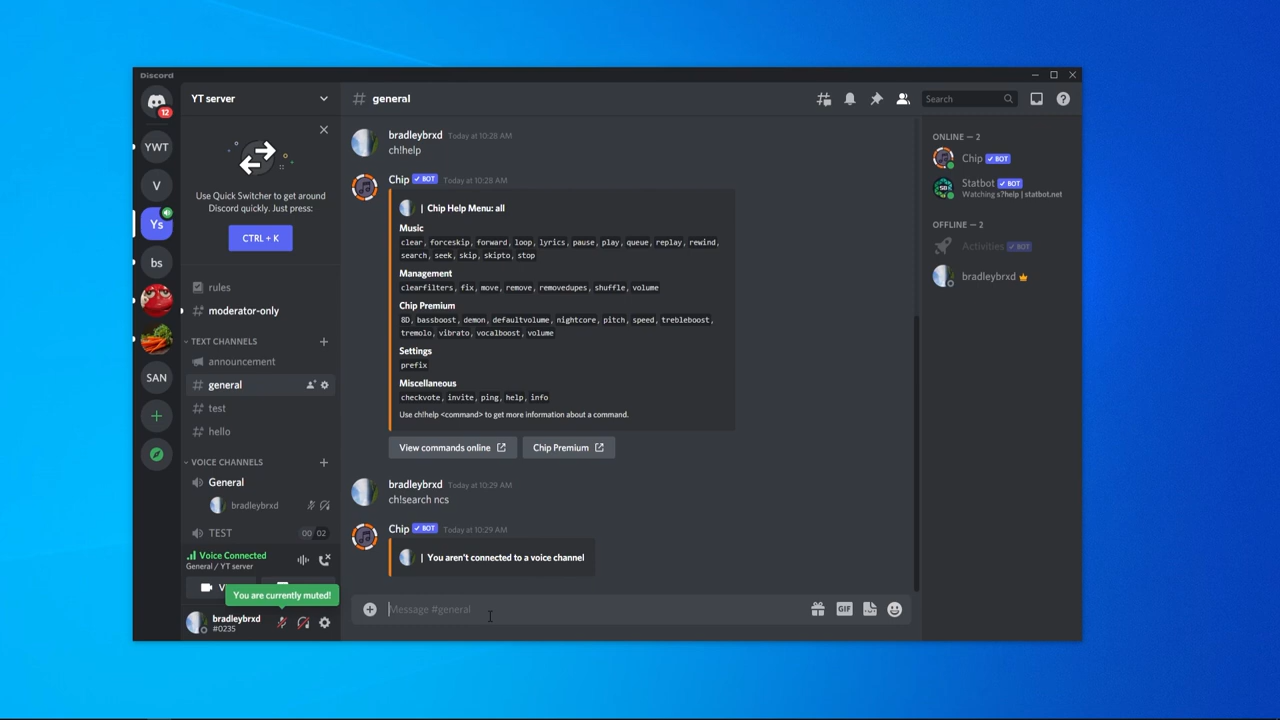 Discord
12
YWT
V
Ys
bs
SAN
YT server
Use Quick Switcher to get around
Discord quickly. Just press:
CTRL + K
rules
moderator-only
TEXT CHANNELS
announcement
general
test
hello
VOICE CHANNELS
General
bradleybrxd
TEST
00 02
Voice Connected
General / YT server
V
You are currently muted!
bradleybrxd
#0235
# general
Search
bradleybrxd Today at 10:28 AM
ch!help
Chip BOT Today at 10:28 AM
| Chip Help Menu: all
Music
clear, forceskip, forward, loop, lyrics, pause, play, queue, replay, rewind,
search, seek, skip, skipto, stop
Management
clearfilters, fix, move, remove, removedupes, shuffle, volume
Chip Premium
8D, bassboost, demon, defaultvolume, nightcore, pitch, speed, trebleboost,
tremolo, vibrato, vocalboost, volume
Settings
prefix
Miscellaneous
checkvote, invite, ping, help, info
Use ch!help <command> to get more information about a command.
View commands online
Chip Premium
bradleybrxd Today at 10:29 AM
ch!search ncs
Chip BOT Today at 10:29 AM
| You aren't connected to a voice channel
Message #general
GIF
ONLINE — 2
Chip BOT
Statbot BOT
Watching s?help | statbot.net
OFFLINE — 2
Activities BOT
bradleybrxd